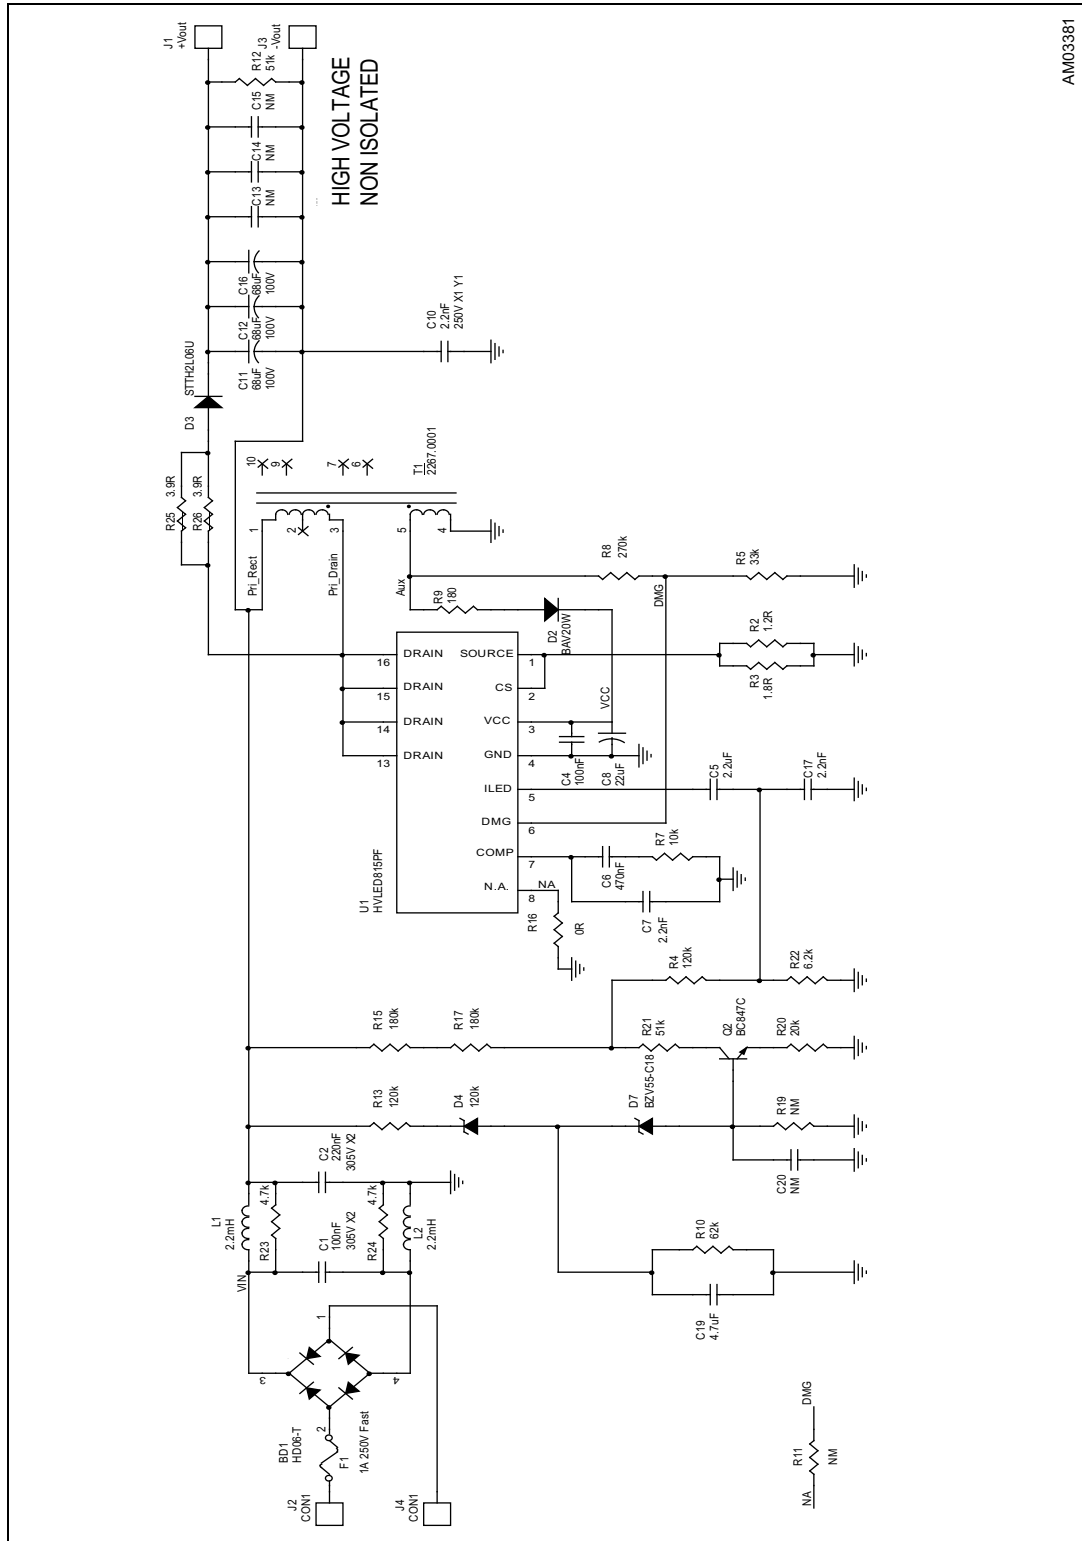 AM03381
J1
+Vout
J3
-Vout
R12
51k
C15
NM
C14
NM
C13
NM
C16
68uF
100V
C12
68uF
100V
C11
68uF
100V
HIGH VOLTAGE
NON ISOLATED
C10
2.2nF
250V X1 Y1
STTH2L06U
D3
R25
3.9R
R26
3.9R
T1
2267.0001
10
9
7
6
1
2
3
5
4
Pri_Rect
Pri_Drain
Aux
R9
180
D2
BAV20W
R8
270k
DMG
R5
33k
R2
1.2R
R3
1.8R
16
DRAIN
SOURCE
1
15
DRAIN
CS
2
14
DRAIN
VCC
3
13
DRAIN
GND
4
ILED
5
DMG
6
COMP
7
N.A.
8
NA
U1
HVLED815PF
VCC
C4
100nF
C8
22uF
C5
2.2uF
C17
2.2nF
R7
10k
C6
470nF
C7
2.2nF
R16
0R
R4
120k
R22
6.2k
R15
180k
R17
180k
R21
51k
Q2
BC847C
R20
20k
R13
120k
D4
120k
D7
BZV55-C18
R19
NM
C20
NM
C2
220nF
305V X2
4.7k
R23
C1
100nF
305V X2
4.7k
R24
L1
2.2mH
L2
2.2mH
VIN
R10
62k
C19
4.7uF
BD1
HD06-T
1
2
3
4
F1
1A 250V Fast
J2
CON1
J4
CON1
NA
R11
NM
DMG